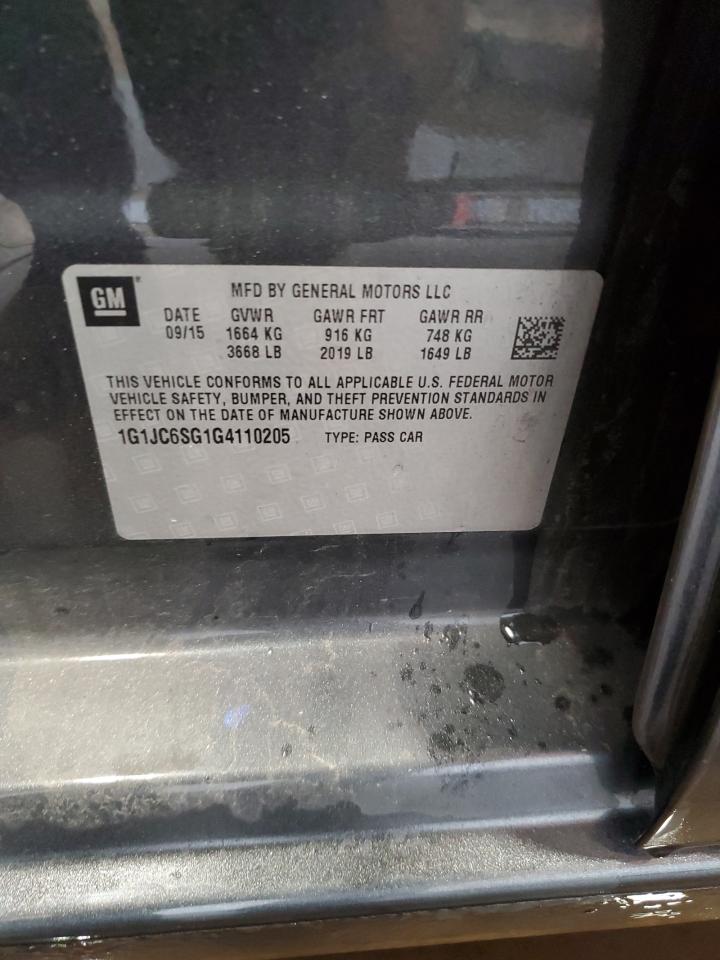 GM
MFD BY GENERAL MOTORS LLC
DATE GVWR GAWR FRT GAWR RR
09/15 1664 KG 916 KG 748 KG
3668 LB 2019 LB 1649 LB
THIS VEHICLE CONFORMS TO ALL APPLICABLE U.S. FEDERAL MOTOR
VEHICLE SAFETY, BUMPER, AND THEFT PREVENTION STANDARDS IN
EFFECT ON THE DATE OF MANUFACTURE SHOWN ABOVE.
1G1JC6SG1G4110205 TYPE: PASS CAR